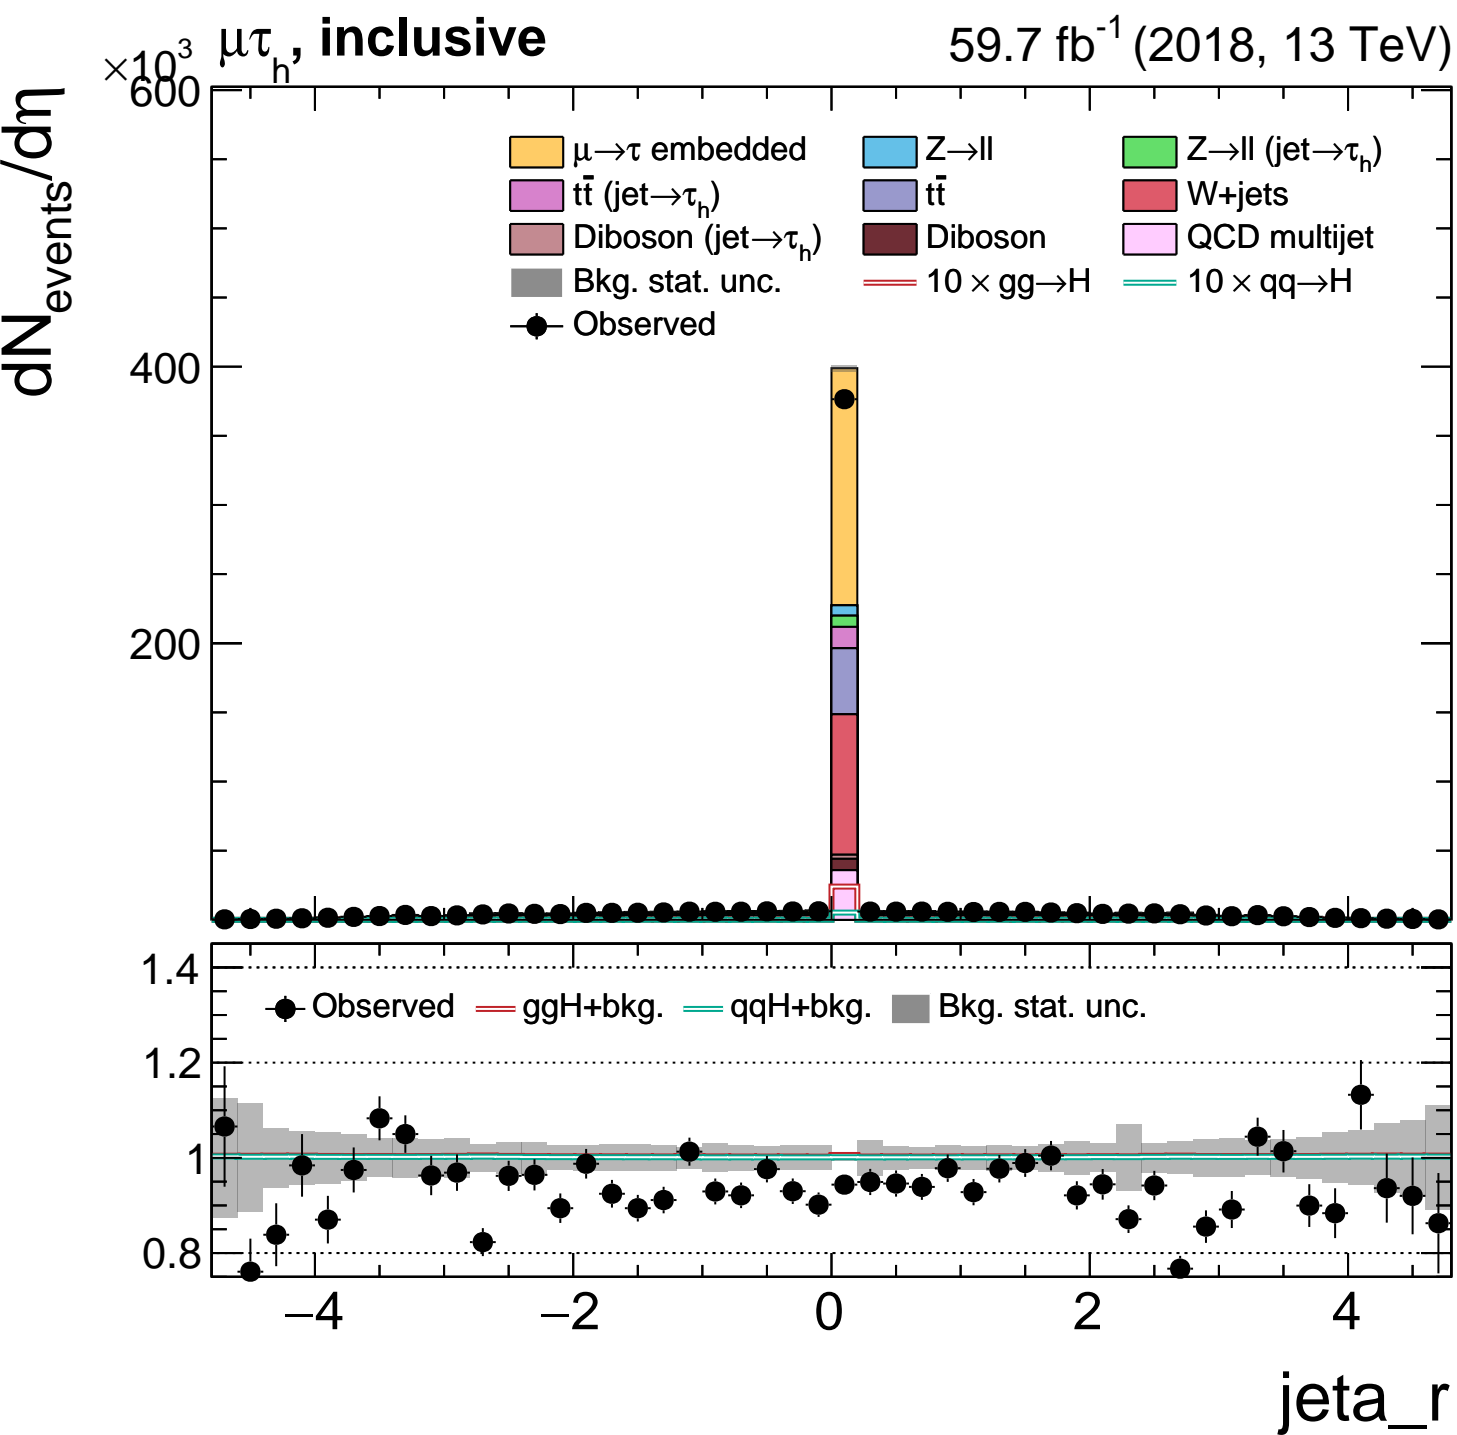 ×10³ μτₕ, inclusive 59.7 fb⁻¹ (2018, 13 TeV)
dN_events/dη
600
400
200
μ→τ embedded Z→ll Z→ll (jet→τₕ)
tt̄ (jet→τₕ) tt̄ W+jets
Diboson (jet→τₕ) Diboson QCD multijet
Bkg. stat. unc. 10 × gg→H 10 × qq→H
Observed
1.4
1.2
1
0.8
Observed ggH+bkg. qqH+bkg. Bkg. stat. unc.
−4 −2 0 2 4
jeta_r